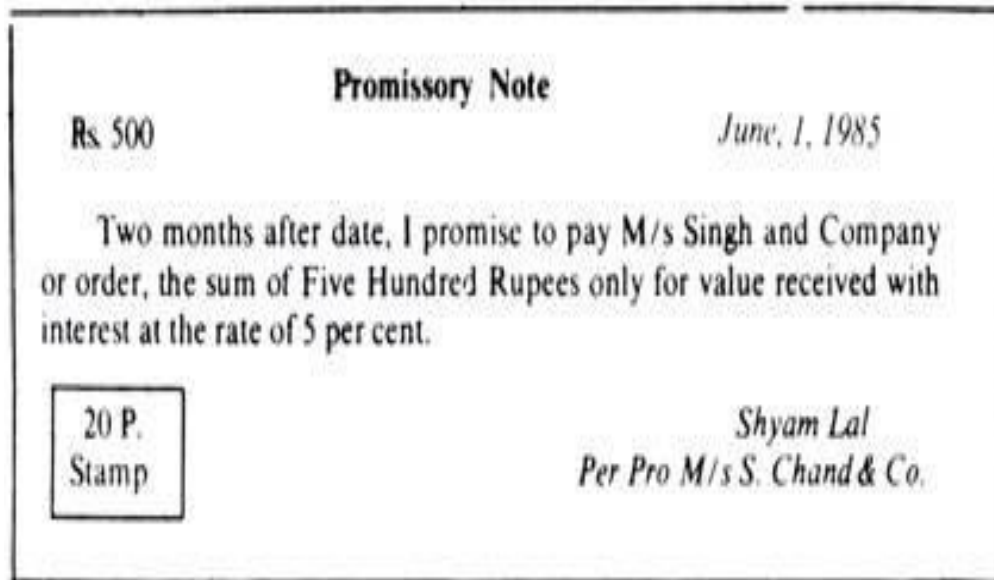 Promissory Note
Rs. 500 June, 1, 1985
Two months after date, I promise to pay M/s Singh and Company
or order, the sum of Five Hundred Rupees only for value received with
interest at the rate of 5 per cent.
20 P. Shyam Lal
Stamp Per Pro M/s S. Chand & Co.